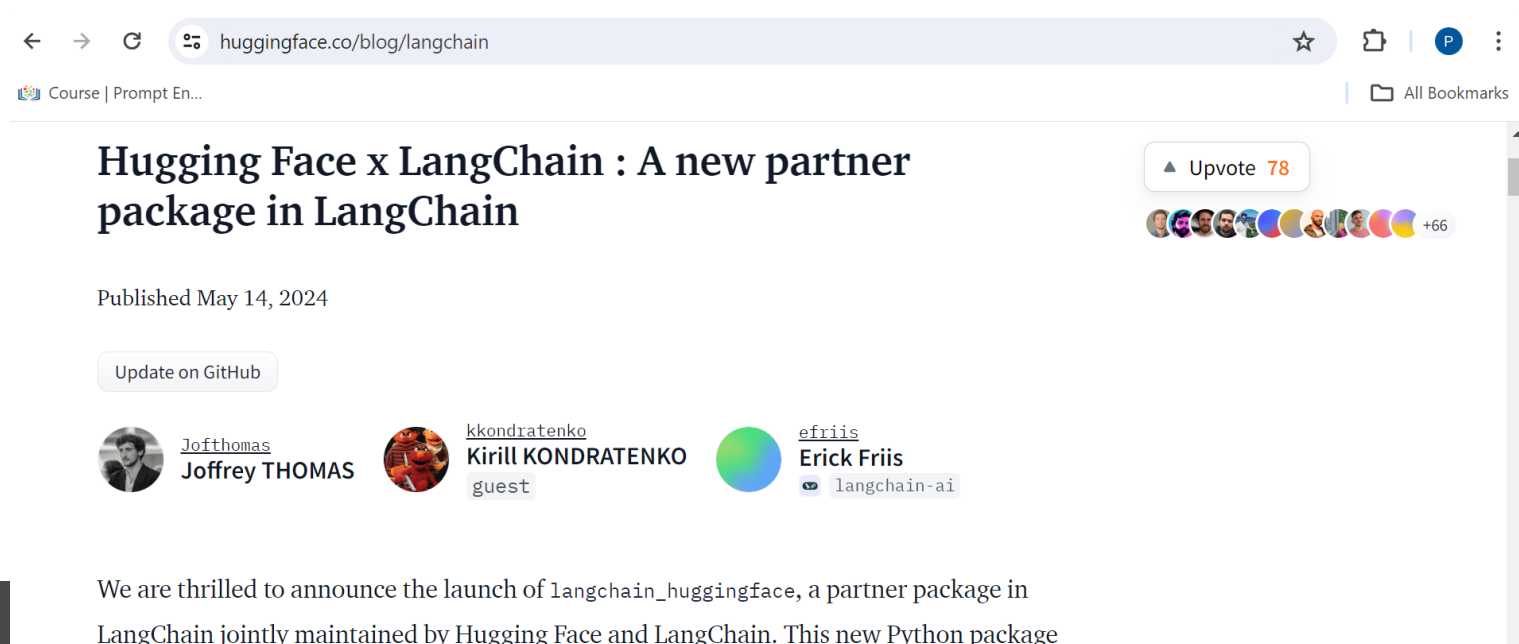 huggingface.co/blog/langchain
P
Course | Prompt En...
All Bookmarks
Hugging Face x LangChain : A new partner
package in LangChain
Upvote 78
+66
Published May 14, 2024
Update on GitHub
Jofthomas
Joffrey THOMAS
kkondratenko
Kirill KONDRATENKO
guest
efriis
Erick Friis
langchain-ai
We are thrilled to announce the launch of langchain_huggingface, a partner package in
LangChain jointly maintained by Hugging Face and LangChain. This new Python package